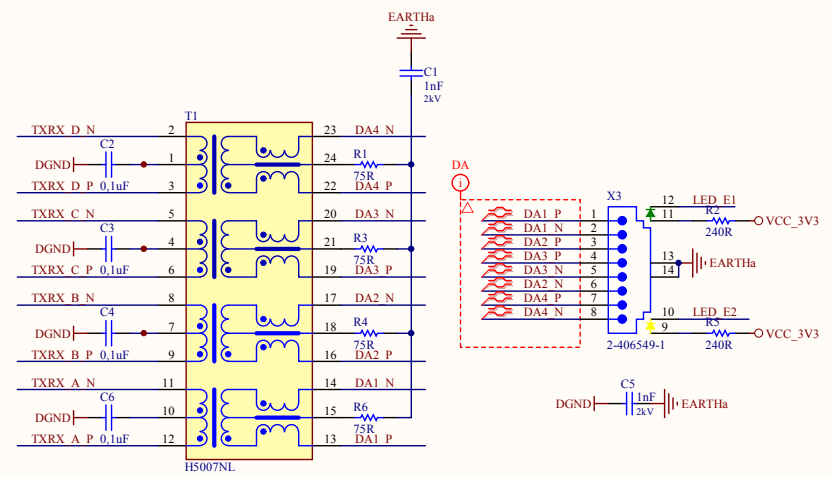 EARTHa
C1
1nF
2kV
T1
TXRX_D_N 2 23 DA4_N
C2
DGND 1 24 R1
0,1uF 75R
TXRX_D_P 3 22 DA4_P
TXRX_C_N 5 20 DA3_N
C3
DGND 4 21 R3
0,1uF 75R
TXRX_C_P 6 19 DA3_P
TXRX_B_N 8 17 DA2_N
C4
DGND 7 18 R4
0,1uF 75R
TXRX_B_P 9 16 DA2_P
TXRX_A_N 11 14 DA1_N
C6
DGND 10 15 R6
0,1uF 75R
TXRX_A_P 12 13 DA1_P
H5007NL
DA
i
X3
DA1_P 1
DA1_N 2
DA2_P 3
DA3_P 4
DA3_N 5
DA2_N 6
DA4_P 7
DA4_N 8
12 LED_E1
11 R2 VCC_3V3
240R
13 EARTHa
14
10 LED_E2
9 R5 VCC_3V3
240R
2-406549-1
C5
DGND 1nF EARTHa
2kV